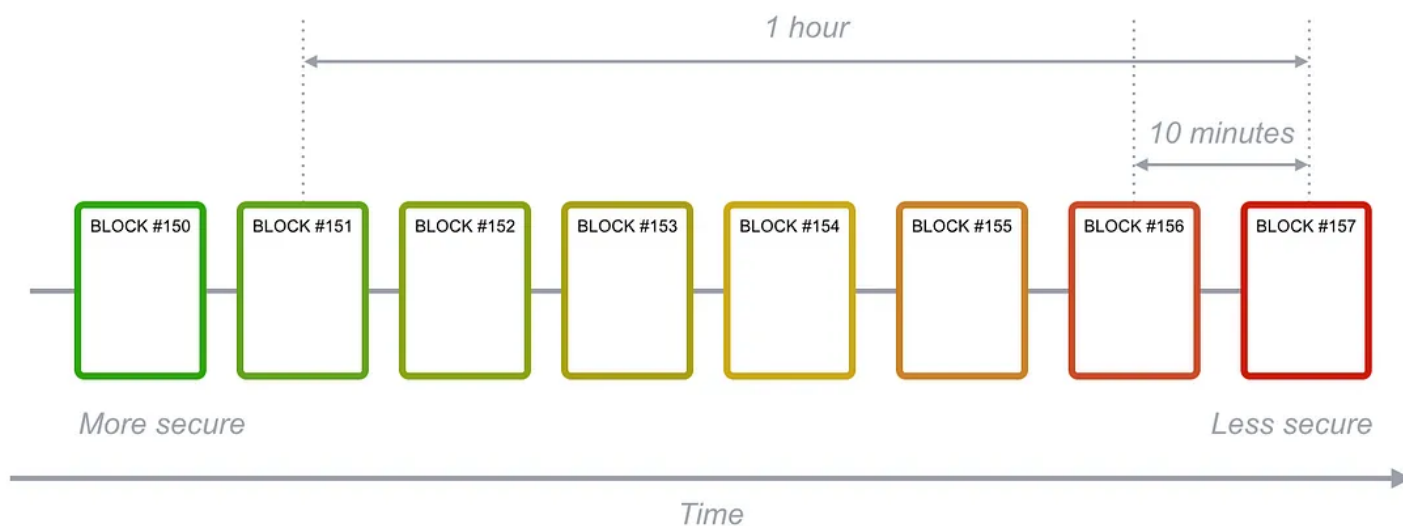 1 hour
10 minutes
BLOCK #150
BLOCK #151
BLOCK #152
BLOCK #153
BLOCK #154
BLOCK #155
BLOCK #156
BLOCK #157
More secure
Less secure
Time